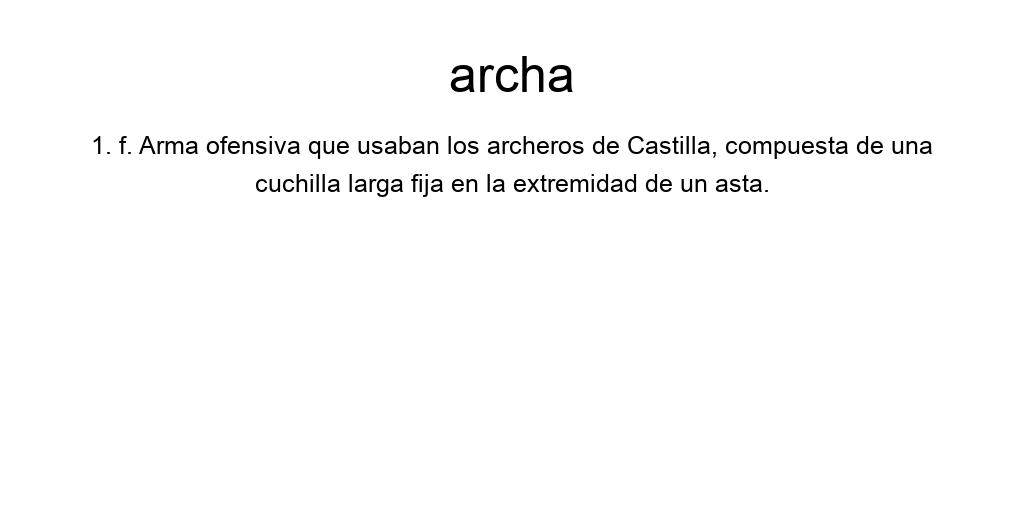 archa
1. f. Arma ofensiva que usaban los archeros de Castilla, compuesta de una
cuchilla larga fija en la extremidad de un asta.